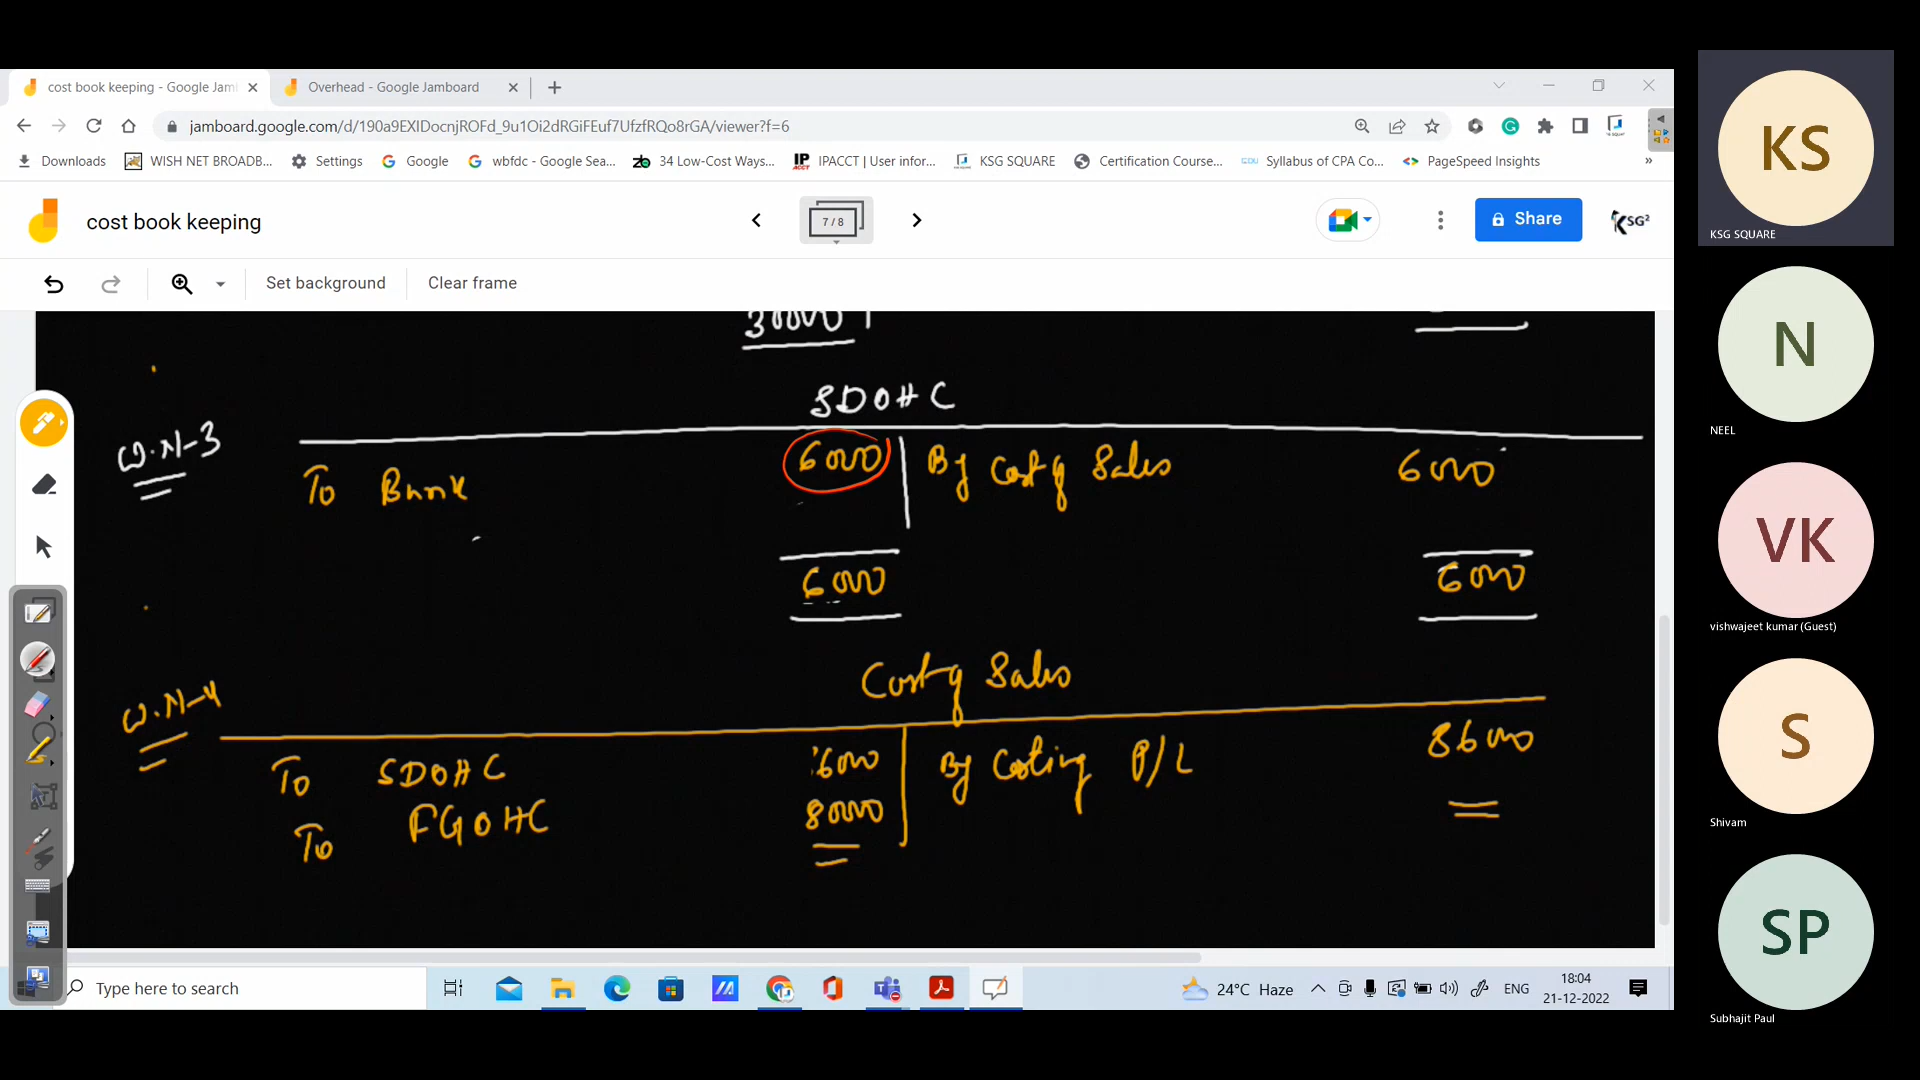 cost book keeping - Google Jam
Overhead - Google Jamboard
jamboard.google.com/d/190a9EXIDocnjROFd_9u1Oi2dRGiFEuf7UfzfRQo8rGA/viewer?f=6
Downloads
WISH NET BROADB...
Settings
Google
wbfdc - Google Sea...
34 Low-Cost Ways...
IPACCT | User infor...
KSG SQUARE
Certification Course...
Syllabus of CPA Co...
PageSpeed Insights
»
cost book keeping
7 / 8
Share
KSG²
Set background
Clear frame
30000
SDOHC
W.N-3
To Bank 6000 By Cost of Sales 6000
6000 6000
Cost of Sales
W.N-4
To SDOHC 6000 By Costing P/L 86000
To FGOHC 80000
Type here to search
24°C Haze
ENG
18:04
21-12-2022
KS
KSG SQUARE
N
NEEL
VK
vishwajeet kumar (Guest)
S
Shivam
SP
Subhajit Paul